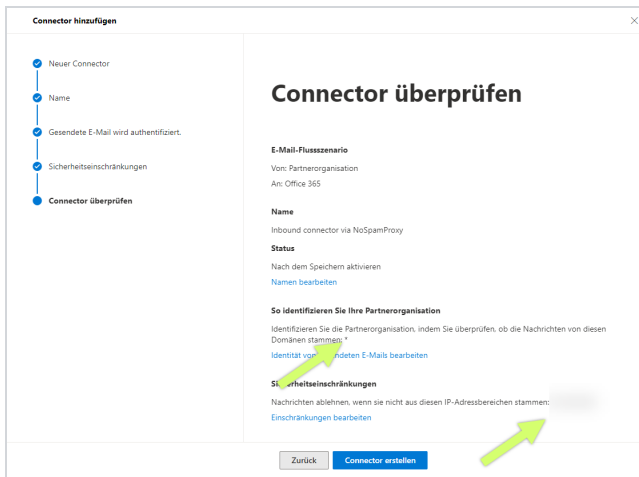 Connector hinzufügen
Neuer Connector
Name
Gesendete E-Mail wird authentifiziert.
Sicherheitseinschränkungen
Connector überprüfen
Connector überprüfen
E-Mail-Flussszenario
Von: Partnerorganisation
An: Office 365
Name
Inbound connector via NoSpamProxy
Status
Nach dem Speichern aktivieren
Namen bearbeiten
So identifizieren Sie Ihre Partnerorganisation
Identifizieren Sie die Partnerorganisation, indem Sie überprüfen, ob die Nachrichten von diesen
Domänen stammen: *
Identität von gesendeten E-Mails bearbeiten
Sicherheitseinschränkungen
Nachrichten ablehnen, wenn sie nicht aus diesen IP-Adressbereichen stammen:
Einschränkungen bearbeiten
Zurück
Connector erstellen